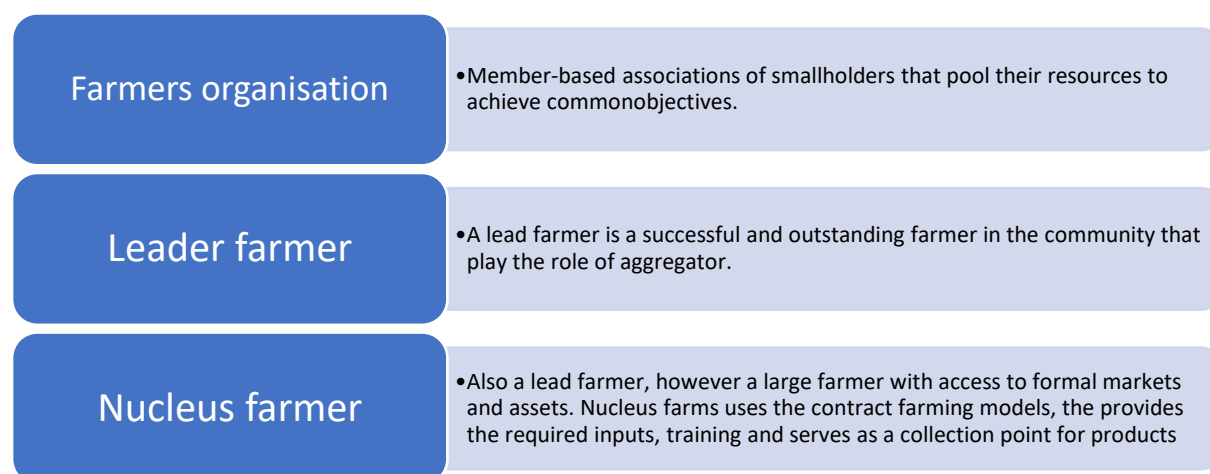 Farmers organisation
•Member-based associations of smallholders that pool their resources to
achieve commonobjectives.
Leader farmer
•A lead farmer is a successful and outstanding farmer in the community that
play the role of aggregator.
Nucleus farmer
•Also a lead farmer, however a large farmer with access to formal markets
and assets. Nucleus farms uses the contract farming models, the provides
the required inputs, training and serves as a collection point for products